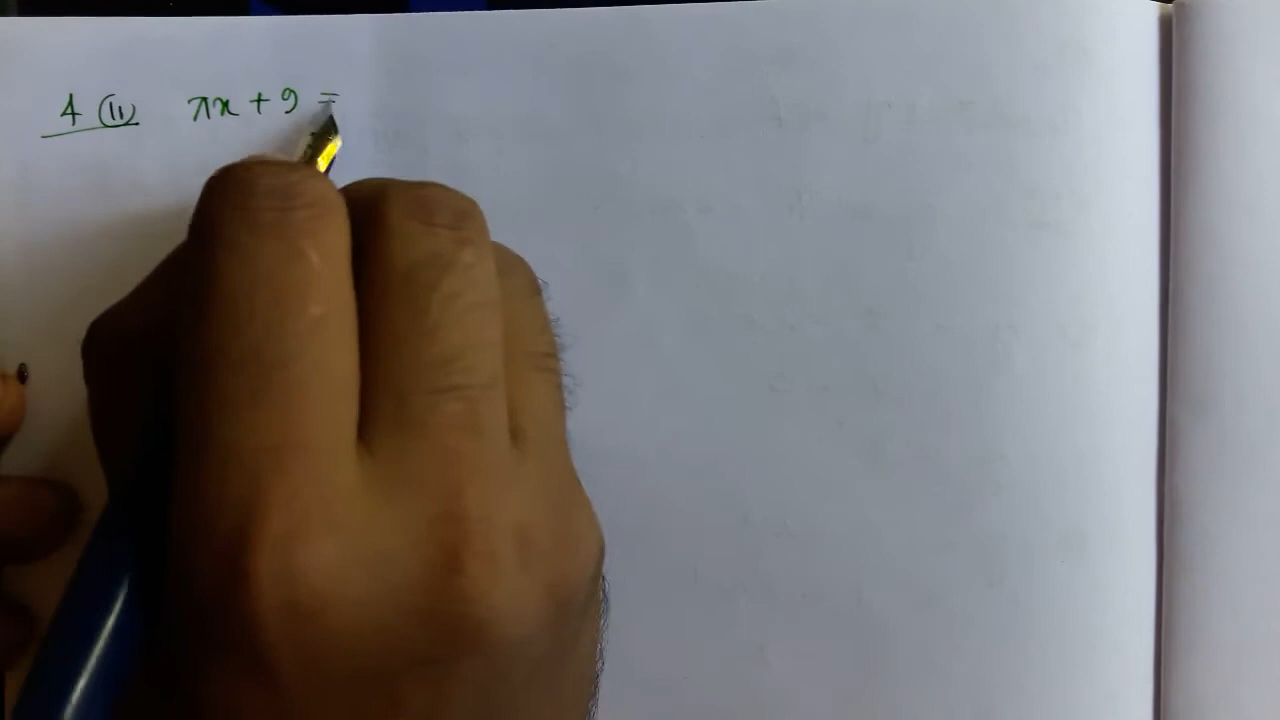 4 (ii) πx + 9 =